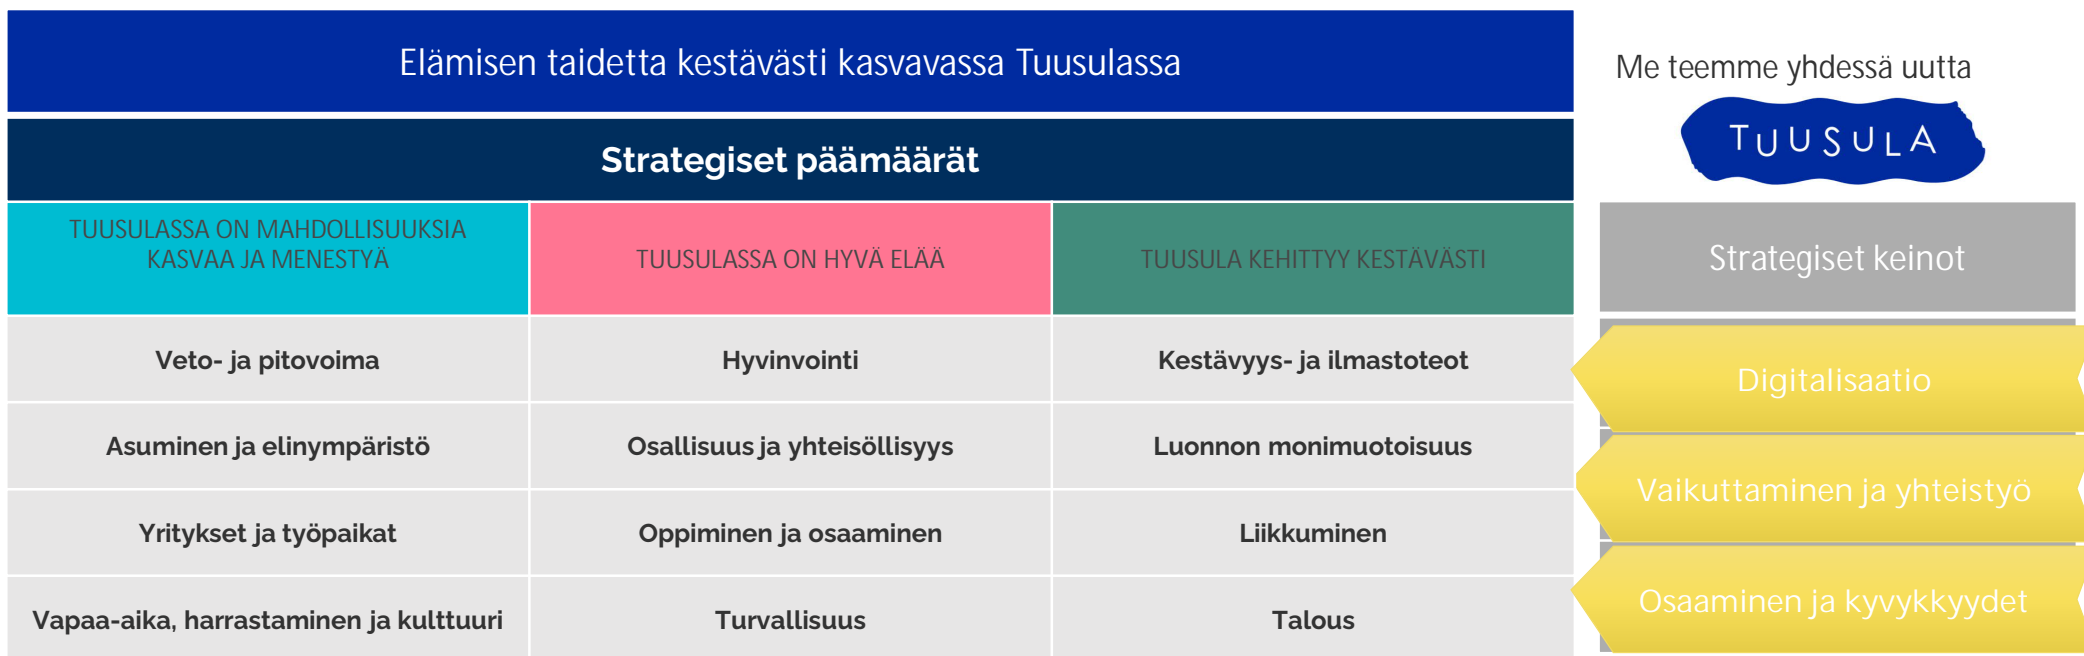 Elämisen taidetta kestävästi kasvavassa Tuusulassa
Strategiset päämäärät
TUUSULASSA ON MAHDOLLISUUKSIA
KASVAA JA MENESTYÄ
TUUSULASSA ON HYVÄ ELÄÄ
TUUSULA KEHITTYY KESTÄVÄSTI
Veto- ja pitovoima
Hyvinvointi
Kestävyys- ja ilmastoteot
Asuminen ja elinympäristö
Osallisuus ja yhteisöllisyys
Luonnon monimuotoisuus
Yritykset ja työpaikat
Oppiminen ja osaaminen
Liikkuminen
Vapaa-aika, harrastaminen ja kulttuuri
Turvallisuus
Talous
Me teemme yhdessä uutta
TUUSULA
Strategiset keinot
Digitalisaatio
Vaikuttaminen ja yhteistyö
Osaaminen ja kyvykkyydet